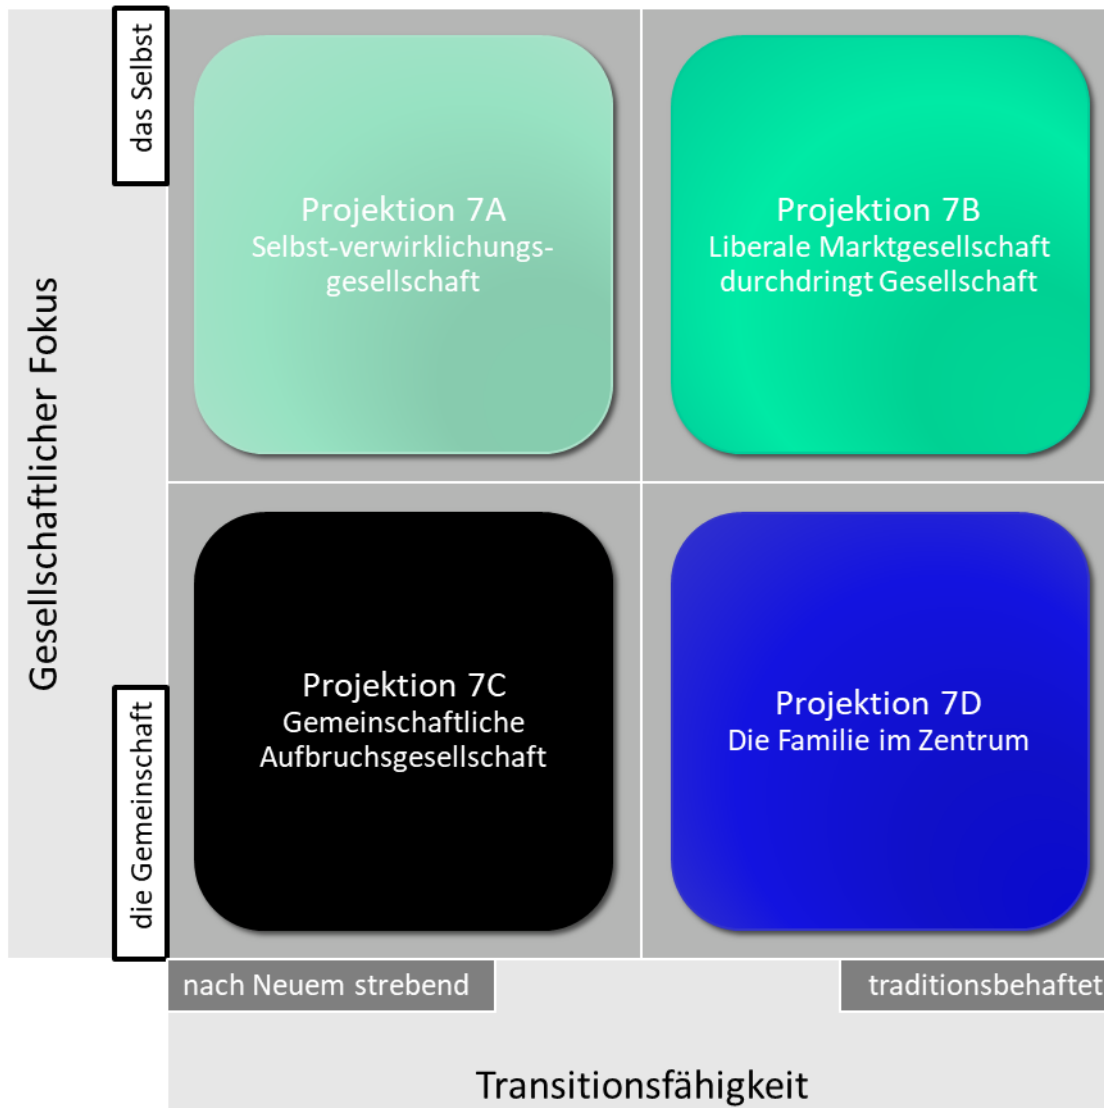 das Selbst
Gesellschaftlicher Fokus
die Gemeinschaft
Projektion 7A
Selbst-verwirklichungs-
gesellschaft
Projektion 7B
Liberale Marktgesellschaft
durchdringt Gesellschaft
Projektion 7C
Gemeinschaftliche
Aufbruchsgesellschaft
Projektion 7D
Die Familie im Zentrum
nach Neuem strebend
traditionsbehaftet
Transitionsfähigkeit